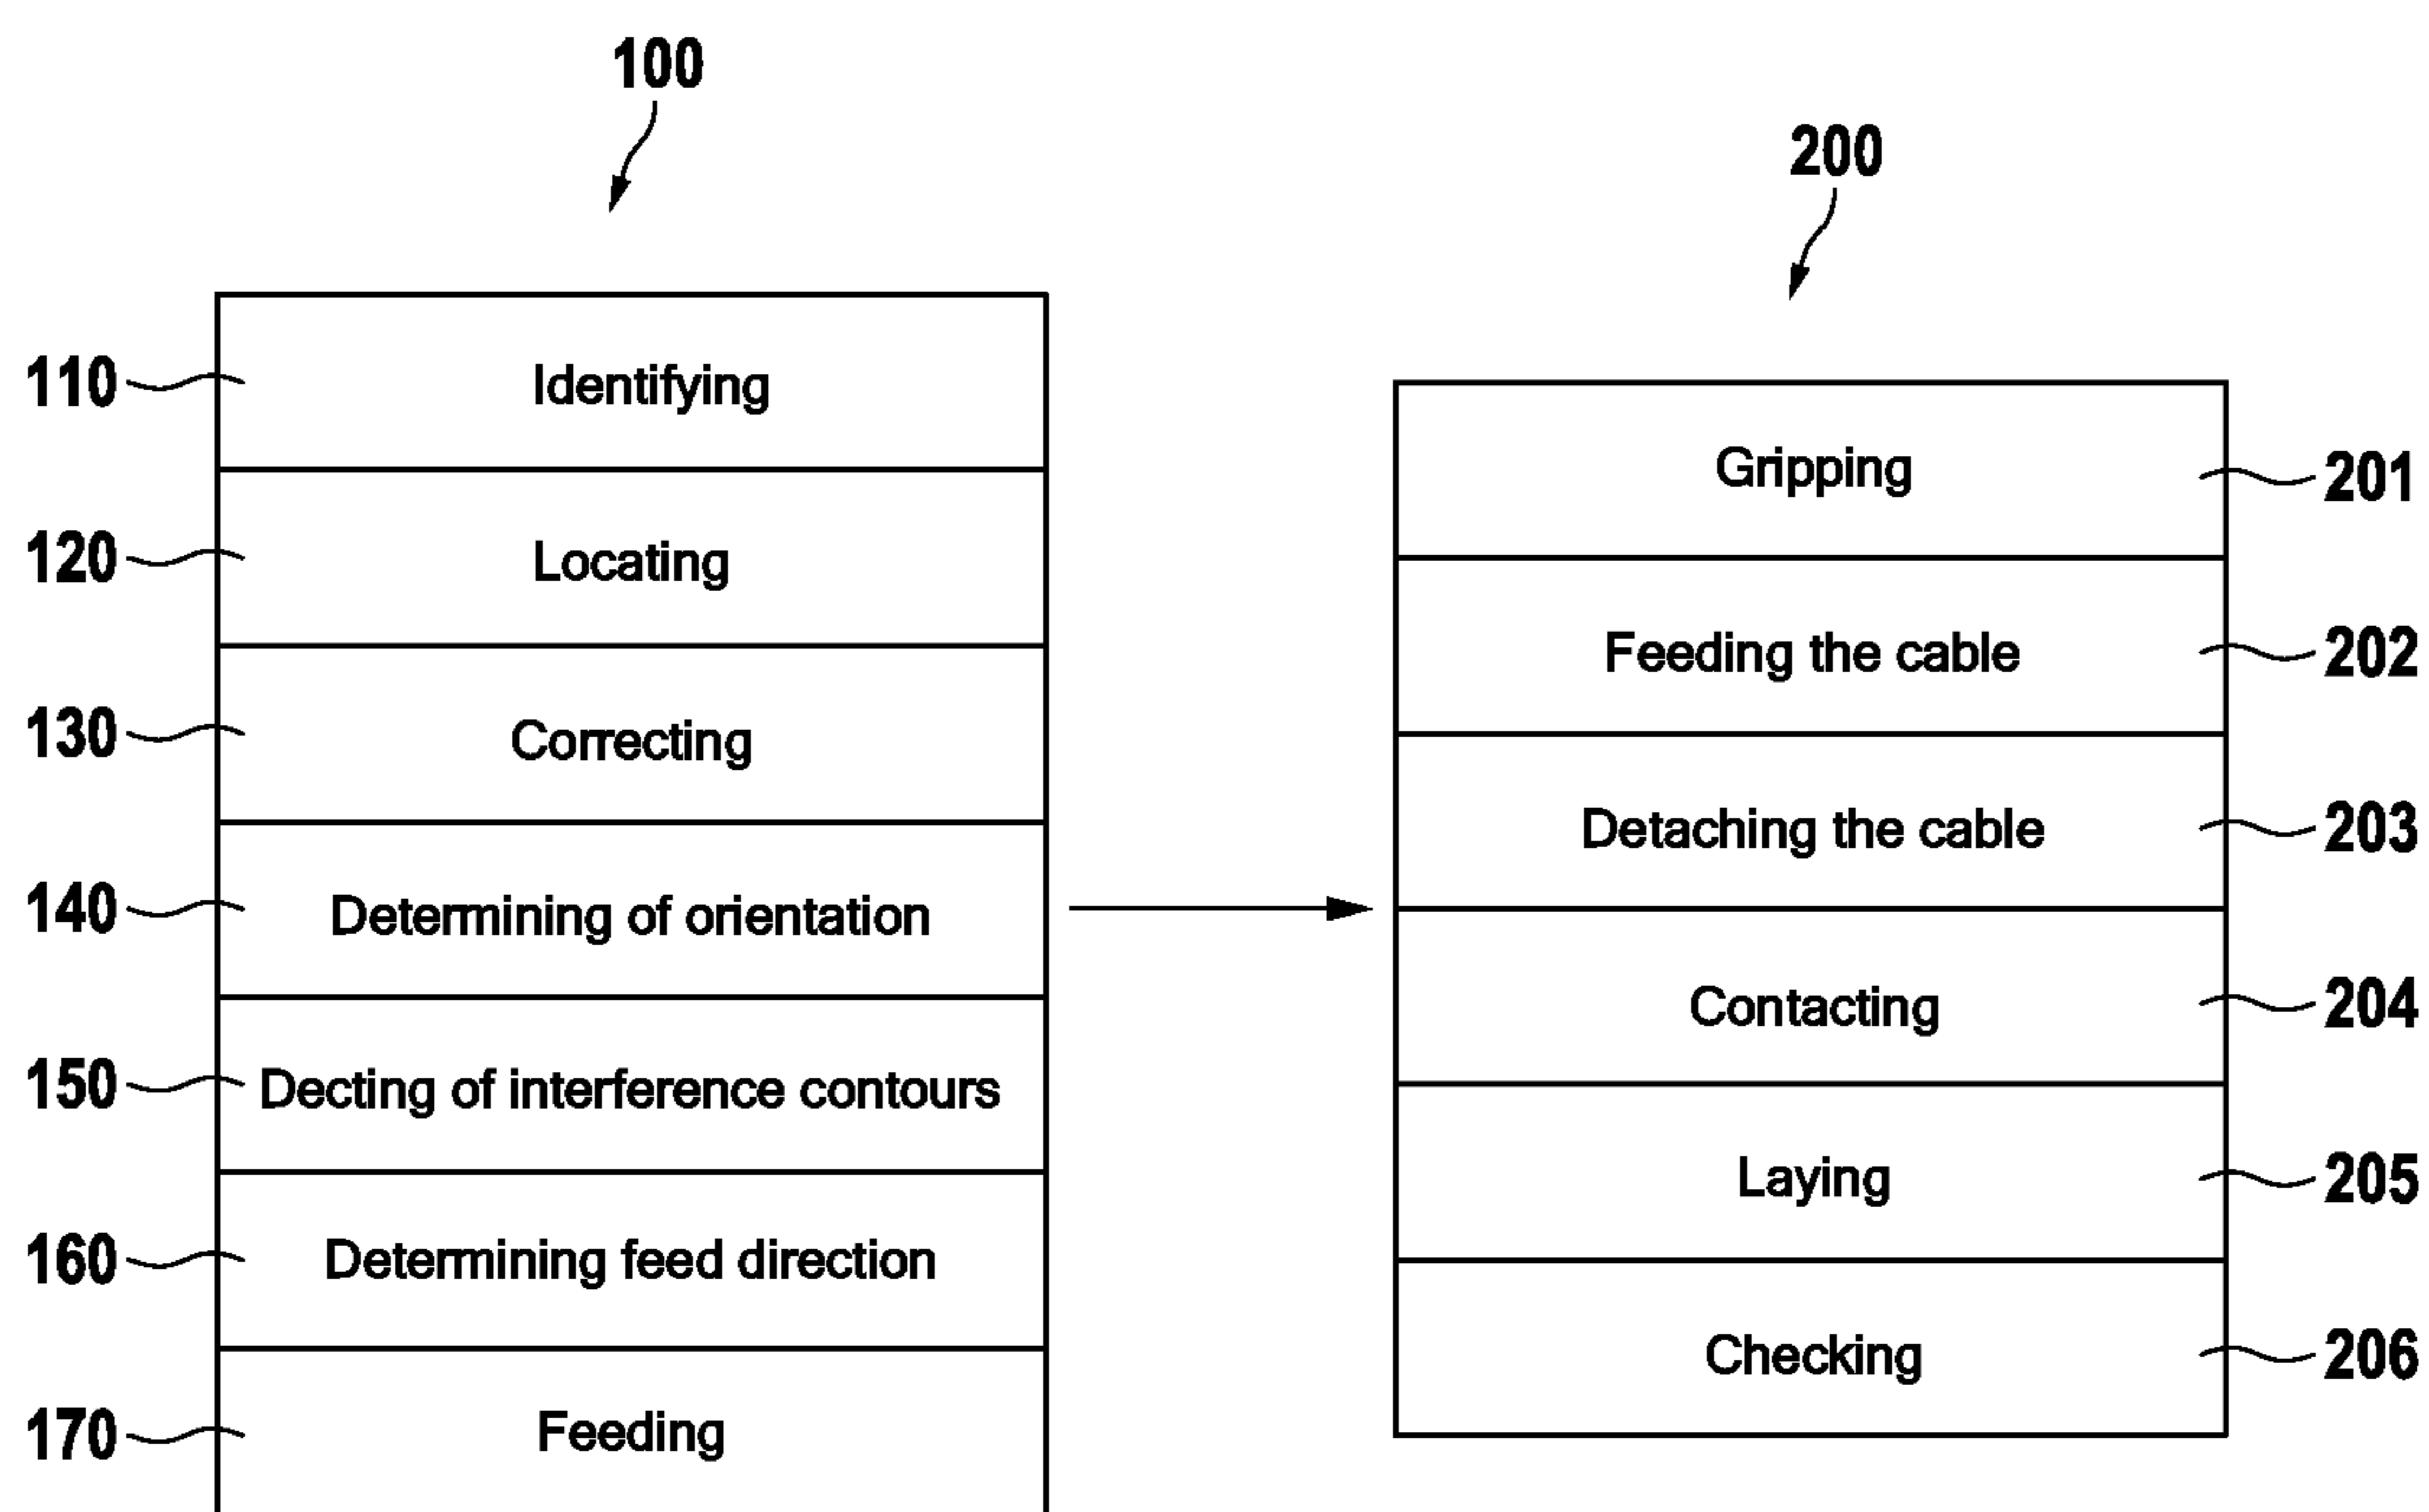 100
200
110 Identifying
120 Locating
130 Correcting
140 Determining of orientation
150 Decting of interference contours
160 Determining feed direction
170 Feeding
Gripping 201
Feeding the cable 202
Detaching the cable 203
Contacting 204
Laying 205
Checking 206